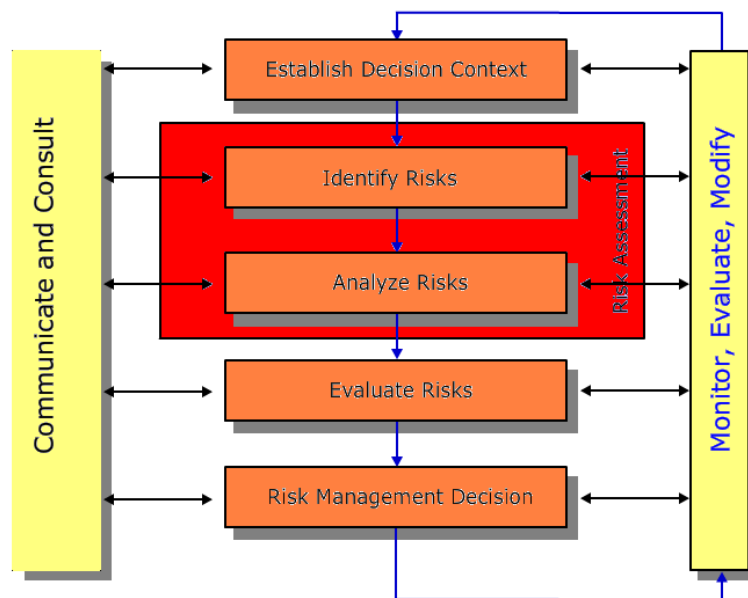 Establish Decision Context
Identify Risks
Analyze Risks
Risk Assessment
Evaluate Risks
Risk Management Decision
Communicate and Consult
Monitor, Evaluate, Modify